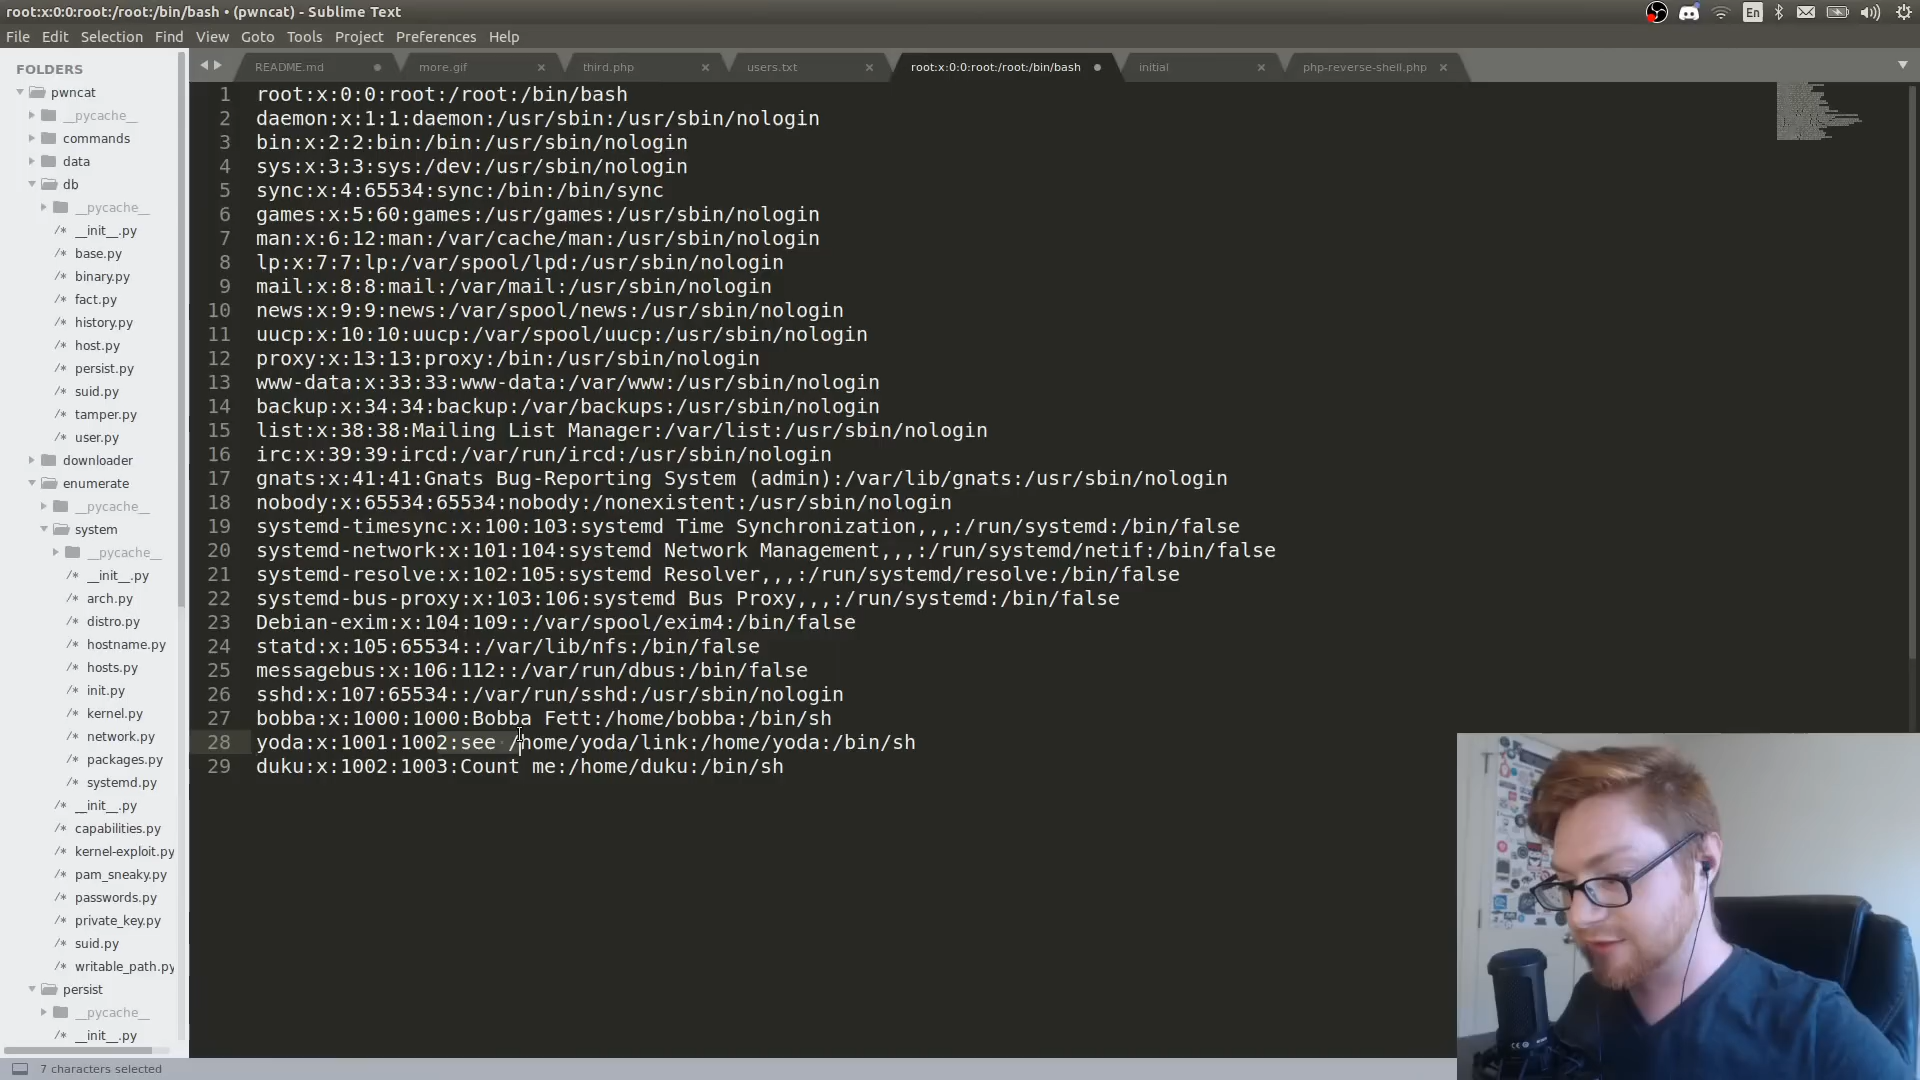 root:x:0:0:root:/root:/bin/bash • (pwncat) - Sublime Text
En
File Edit Selection Find View Goto Tools Project Preferences Help
README.md more.gif third.php users.txt root:x:0:0:root:/root:/bin/bash initial php-reverse-shell.php
FOLDERS
pwncat
__pycache__
commands
data
db
__pycache__
__init__.py
base.py
binary.py
fact.py
history.py
host.py
persist.py
suid.py
tamper.py
user.py
downloader
enumerate
__pycache__
system
__pycache__
__init__.py
arch.py
distro.py
hostname.py
hosts.py
init.py
kernel.py
network.py
packages.py
systemd.py
__init__.py
capabilities.py
kernel-exploit.py
pam_sneaky.py
passwords.py
private_key.py
suid.py
writable_path.py
persist
__pycache__
__init__.py
1 root:x:0:0:root:/root:/bin/bash
2 daemon:x:1:1:daemon:/usr/sbin:/usr/sbin/nologin
3 bin:x:2:2:bin:/bin:/usr/sbin/nologin
4 sys:x:3:3:sys:/dev:/usr/sbin/nologin
5 sync:x:4:65534:sync:/bin:/bin/sync
6 games:x:5:60:games:/usr/games:/usr/sbin/nologin
7 man:x:6:12:man:/var/cache/man:/usr/sbin/nologin
8 lp:x:7:7:lp:/var/spool/lpd:/usr/sbin/nologin
9 mail:x:8:8:mail:/var/mail:/usr/sbin/nologin
10 news:x:9:9:news:/var/spool/news:/usr/sbin/nologin
11 uucp:x:10:10:uucp:/var/spool/uucp:/usr/sbin/nologin
12 proxy:x:13:13:proxy:/bin:/usr/sbin/nologin
13 www-data:x:33:33:www-data:/var/www:/usr/sbin/nologin
14 backup:x:34:34:backup:/var/backups:/usr/sbin/nologin
15 list:x:38:38:Mailing List Manager:/var/list:/usr/sbin/nologin
16 irc:x:39:39:ircd:/var/run/ircd:/usr/sbin/nologin
17 gnats:x:41:41:Gnats Bug-Reporting System (admin):/var/lib/gnats:/usr/sbin/nologin
18 nobody:x:65534:65534:nobody:/nonexistent:/usr/sbin/nologin
19 systemd-timesync:x:100:103:systemd Time Synchronization,,,:/run/systemd:/bin/false
20 systemd-network:x:101:104:systemd Network Management,,,:/run/systemd/netif:/bin/false
21 systemd-resolve:x:102:105:systemd Resolver,,,:/run/systemd/resolve:/bin/false
22 systemd-bus-proxy:x:103:106:systemd Bus Proxy,,,:/run/systemd:/bin/false
23 Debian-exim:x:104:109::/var/spool/exim4:/bin/false
24 statd:x:105:65534::/var/lib/nfs:/bin/false
25 messagebus:x:106:112::/var/run/dbus:/bin/false
26 sshd:x:107:65534::/var/run/sshd:/usr/sbin/nologin
27 bobba:x:1000:1000:Bobba Fett:/home/bobba:/bin/sh
28 yoda:x:1001:1002:see /home/yoda/link:/home/yoda:/bin/sh
29 duku:x:1002:1003:Count me:/home/duku:/bin/sh
7 characters selected